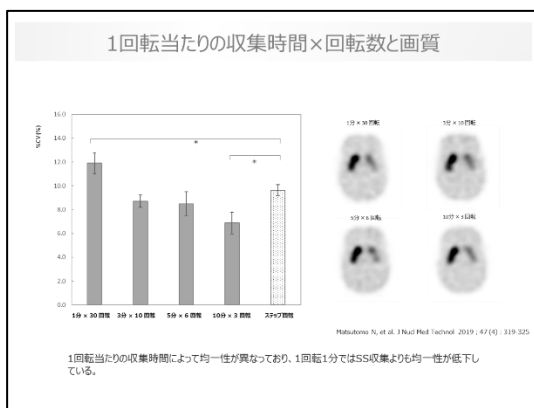 1回転当たりの収集時間×回転数と画質
%CV(%)
16.0
14.0
12.0
10.0
8.0
6.0
4.0
2.0
0.0
*
*
1分×30回転 3分×10回転 5分×6回転 10分×3回転 ステップ回転
1分×30回転 3分×10回転
5分×6回転 10分×3回転
Matsutomo N, et al. J Nucl Med Technol 2019 ; 47(4) : 319-325
1回転当たりの収集時間によって均一性が異なっており、1回転1分ではSS収集よりも均一性が低下し
ている。